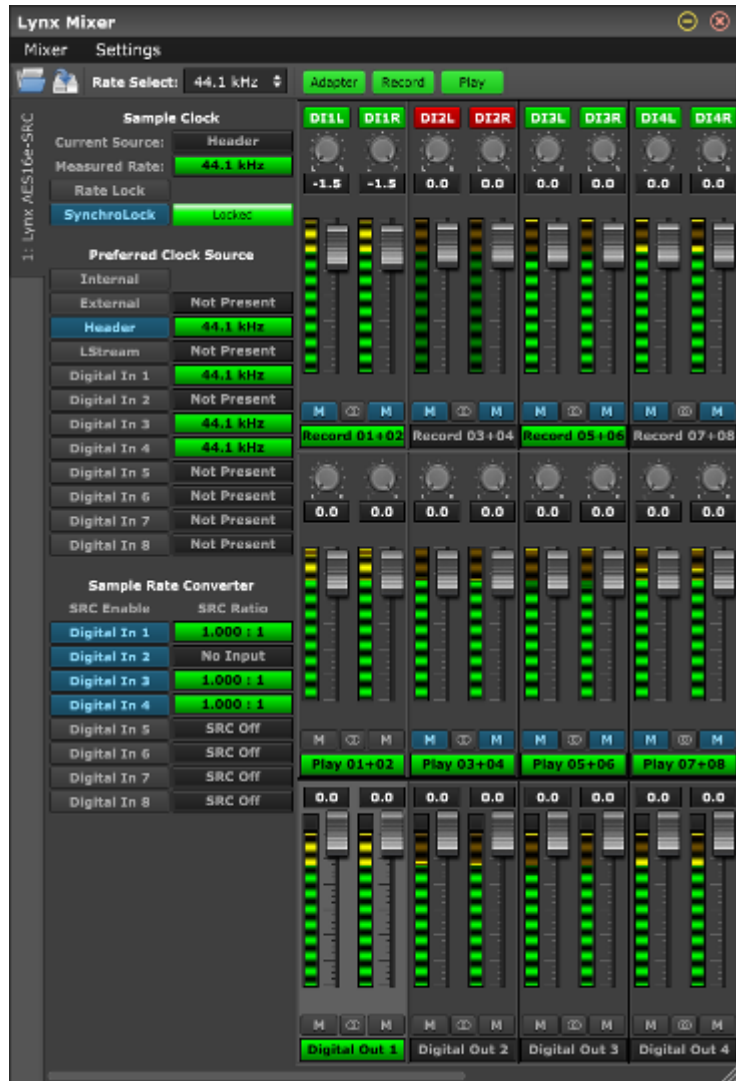 Lynx Mixer
Mixer Settings
Rate Select: 44.1 kHz Adapter Record Play
1: Lynx AES16e-SRC
Sample Clock
Current Source: Header
Measured Rate: 44.1 kHz
Rate Lock
SynchroLock Locked
Preferred Clock Source
Internal
External Not Present
Header 44.1 kHz
LStream Not Present
Digital In 1 44.1 kHz
Digital In 2 Not Present
Digital In 3 44.1 kHz
Digital In 4 44.1 kHz
Digital In 5 Not Present
Digital In 6 Not Present
Digital In 7 Not Present
Digital In 8 Not Present
Sample Rate Converter
SRC Enable SRC Ratio
Digital In 1 1.000 : 1
Digital In 2 No Input
Digital In 3 1.000 : 1
Digital In 4 1.000 : 1
Digital In 5 SRC Off
Digital In 6 SRC Off
Digital In 7 SRC Off
Digital In 8 SRC Off
DI1L DI1R DI2L DI2R DI3L DI3R DI4L DI4R
-1.5 -1.5 0.0 0.0 0.0 0.0 0.0 0.0
M M M M M M M M
Record 01+02 Record 03+04 Record 05+06 Record 07+08
0.0 0.0 0.0 0.0 0.0 0.0 0.0 0.0
M M M M M M M M
Play 01+02 Play 03+04 Play 05+06 Play 07+08
0.0 0.0 0.0 0.0 0.0 0.0 0.0 0.0
M M M M M M M M
Digital Out 1 Digital Out 2 Digital Out 3 Digital Out 4